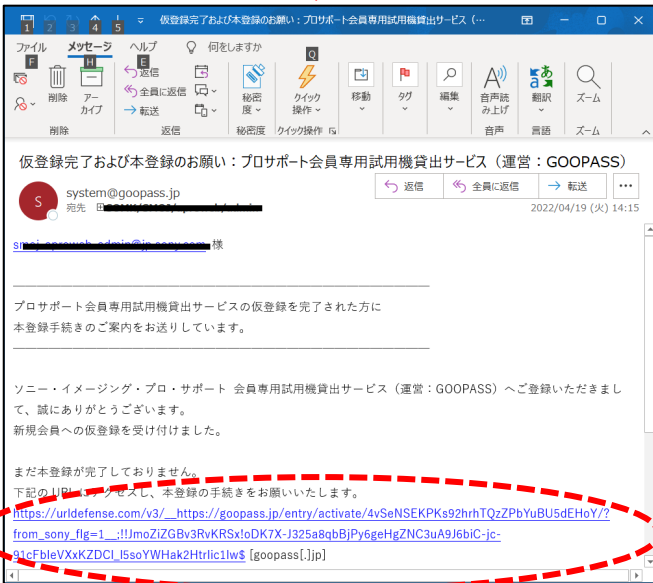 1 2 3 4 5
仮登録完了および本登録のお願い:プロサポート会員専用試用機貸出サービス (…
ファイル メッセージ ヘルプ 何をしますか
F H E Q
削除 アーカイブ
返信
全員に返信
転送
秘密度
クイック操作
移動
タグ
編集
音声読み上げ
翻訳
ズーム
削除 返信 秘密度 クイック操作 音声 言語 ズーム
仮登録完了および本登録のお願い:プロサポート会員専用試用機貸出サービス(運営:GOOPASS)
S
system@goopass.jp
宛先
返信 全員に返信 転送 …
2022/04/19 (火) 14:15
様
プロサポート会員専用試用機貸出サービスの仮登録を完了された方に
本登録手続きのご案内をお送りしています。
ソニー・イメージング・プロ・サポート 会員専用試用機貸出サービス(運営:GOOPASS)へご登録いただきまし
て、誠にありがとうございます。
新規会員への仮登録を受け付けました。
まだ本登録が完了しておりません。
下記の URL にアクセスし、本登録の手続きをお願いいたします。
https://urldefense.com/v3/__https://goopass.jp/entry/activate/4vSeNSEKPKs92hrhTQzZPbYuBU5dEHoY/?
from_sony_flg=1__;!!JmoZiZGBv3RvKRSx!oDK7X-J325a8qbBjPy6geHgZNC3uA9J6biC-jc-
91cFbleVXxKZDCl_l5soYWHak2Htrlic1lw$ [goopass[.]jp]